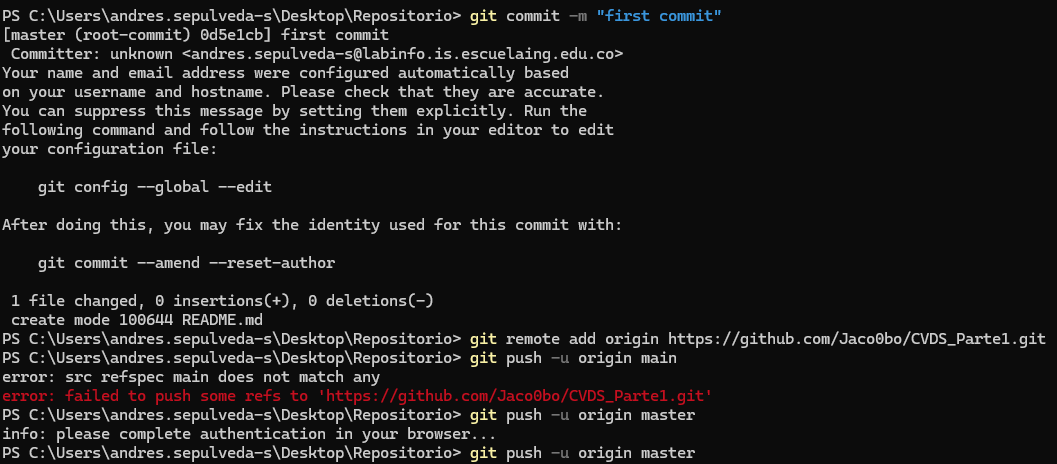 PS C:\Users\andres.sepulveda-s\Desktop\Repositorio> git commit -m "first commit"
[master (root-commit) 0d5e1cb] first commit
 Committer: unknown <andres.sepulveda-s@labinfo.is.escuelaing.edu.co>
Your name and email address were configured automatically based
on your username and hostname. Please check that they are accurate.
You can suppress this message by setting them explicitly. Run the
following command and follow the instructions in your editor to edit
your configuration file:
    git config --global --edit
After doing this, you may fix the identity used for this commit with:
    git commit --amend --reset-author
 1 file changed, 0 insertions(+), 0 deletions(-)
 create mode 100644 README.md
PS C:\Users\andres.sepulveda-s\Desktop\Repositorio> git remote add origin https://github.com/Jaco0bo/CVDS_Parte1.git
PS C:\Users\andres.sepulveda-s\Desktop\Repositorio> git push -u origin main
error: src refspec main does not match any
error: failed to push some refs to 'https://github.com/Jaco0bo/CVDS_Parte1.git'
PS C:\Users\andres.sepulveda-s\Desktop\Repositorio> git push -u origin master
info: please complete authentication in your browser...
PS C:\Users\andres.sepulveda-s\Desktop\Repositorio> git push -u origin master